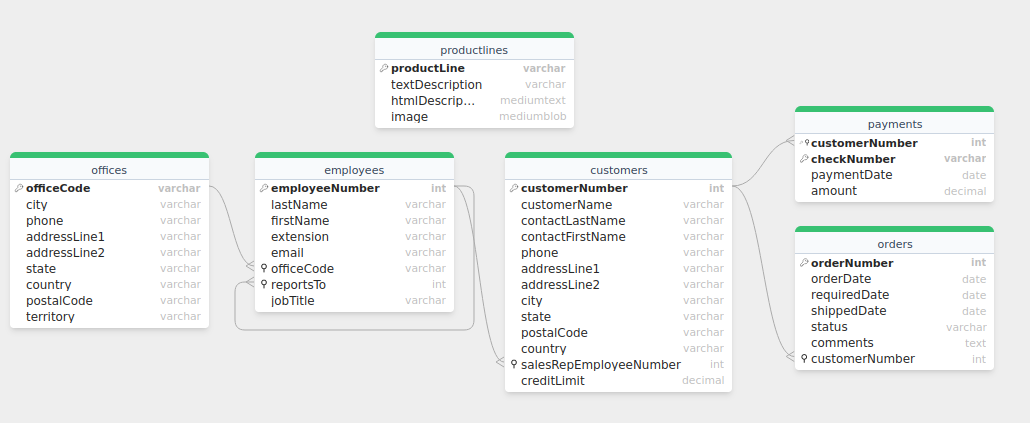 productlines
productLine varchar
textDescription varchar
htmlDescrip... mediumtext
image mediumblob
offices
officeCode varchar
city varchar
phone varchar
addressLine1 varchar
addressLine2 varchar
state varchar
country varchar
postalCode varchar
territory varchar
employees
employeeNumber int
lastName varchar
firstName varchar
extension varchar
email varchar
officeCode varchar
reportsTo int
jobTitle varchar
customers
customerNumber int
customerName varchar
contactLastName varchar
contactFirstName varchar
phone varchar
addressLine1 varchar
addressLine2 varchar
city varchar
state varchar
postalCode varchar
country varchar
salesRepEmployeeNumber int
creditLimit decimal
payments
customerNumber int
checkNumber varchar
paymentDate date
amount decimal
orders
orderNumber int
orderDate date
requiredDate date
shippedDate date
status varchar
comments text
customerNumber int